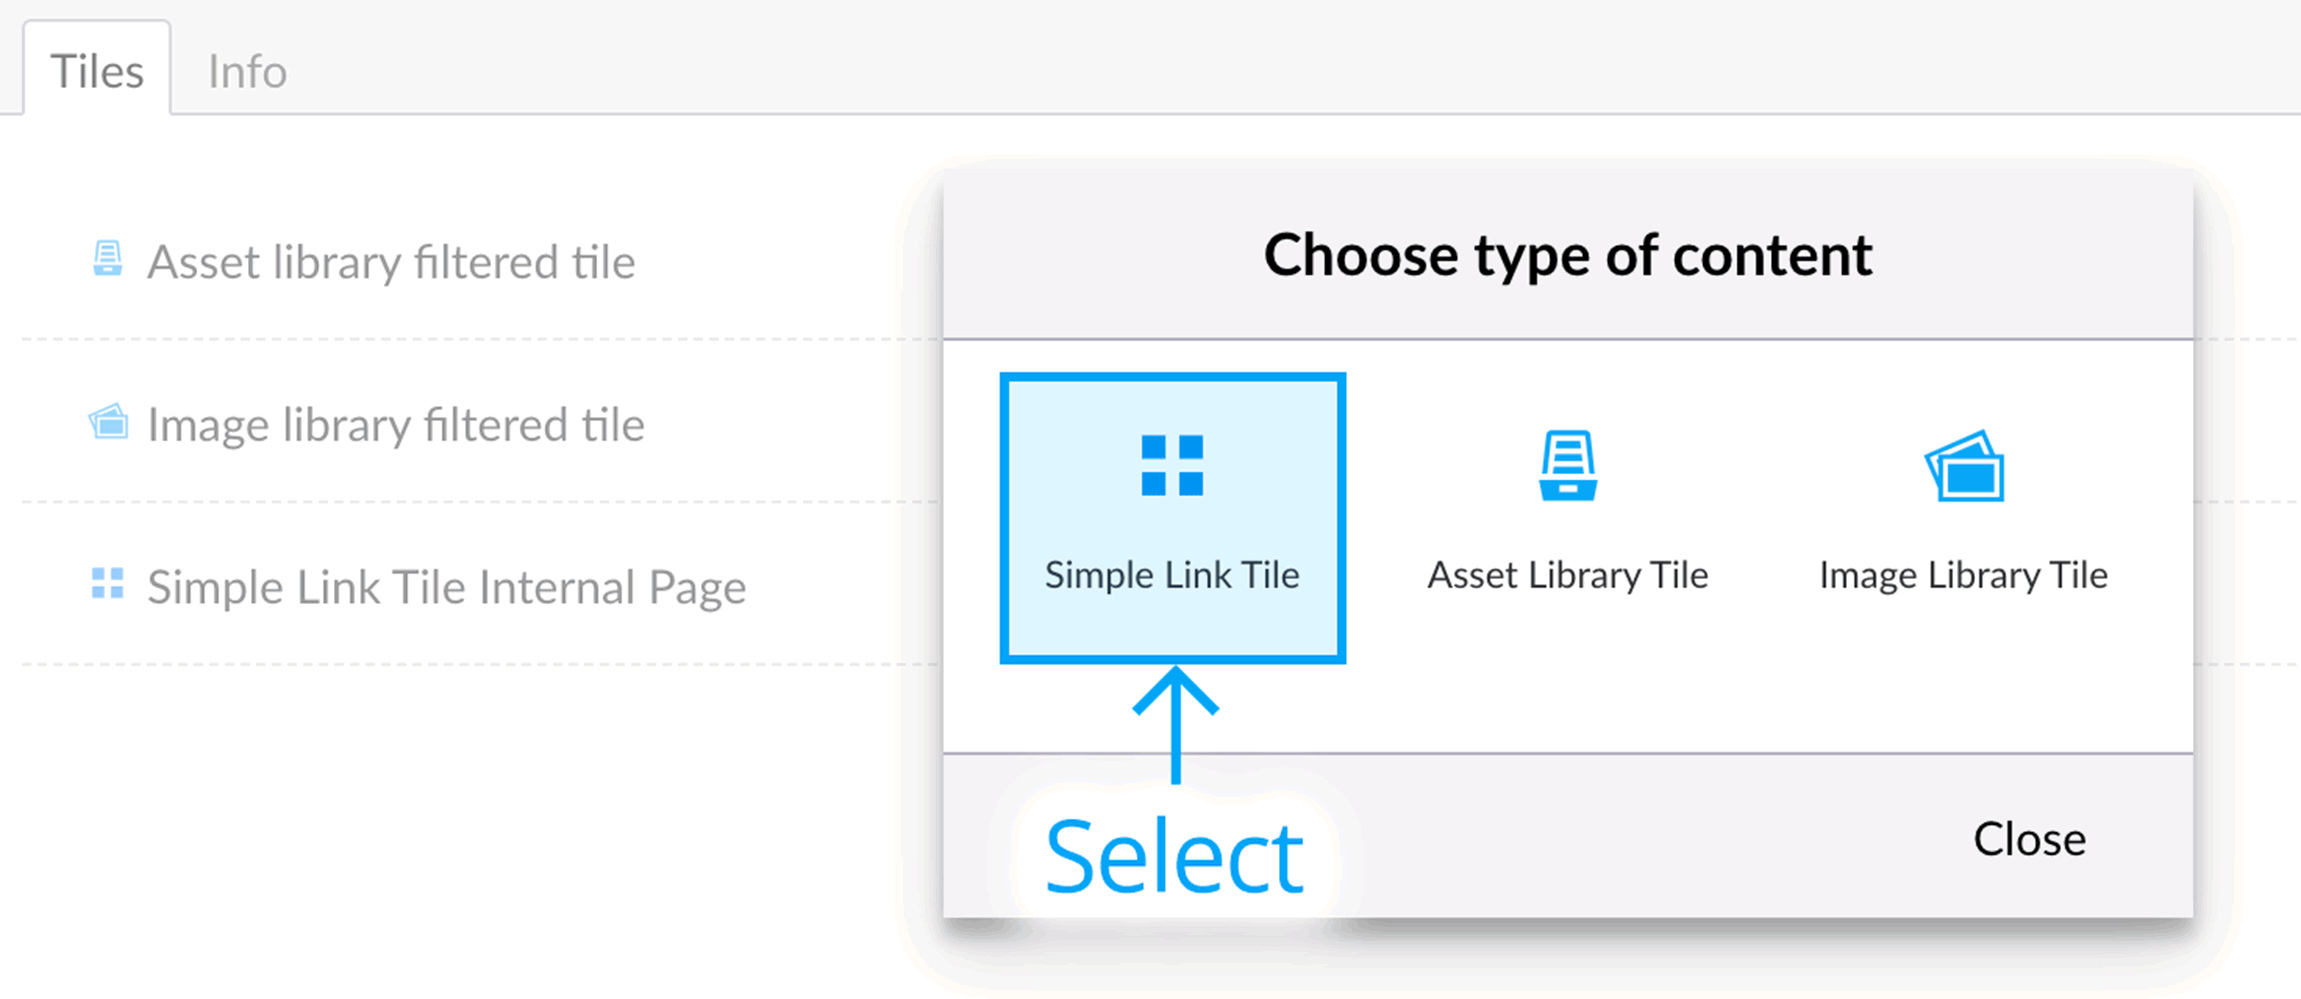 Tiles
Info
Asset library filtered tile
Image library filtered tile
Simple Link Tile Internal Page
Choose type of content
Simple Link Tile
Asset Library Tile
Image Library Tile
Select
Close